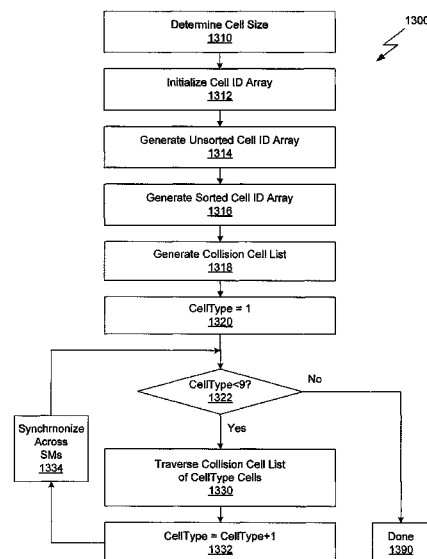 Determine Cell Size
1310
1300
Initialize Cell ID Array
1312
Generate Unsorted Cell ID Array
1314
Generate Sorted Cell ID Array
1316
Generate Collision Cell List
1318
CellType = 1
1320
CellType<9?
1322
No
Yes
Synchrnonize
Across
SMs
1334
Traverse Collision Cell List
of CellType Cells
1330
CellType = CellType+1
1332
Done
1390